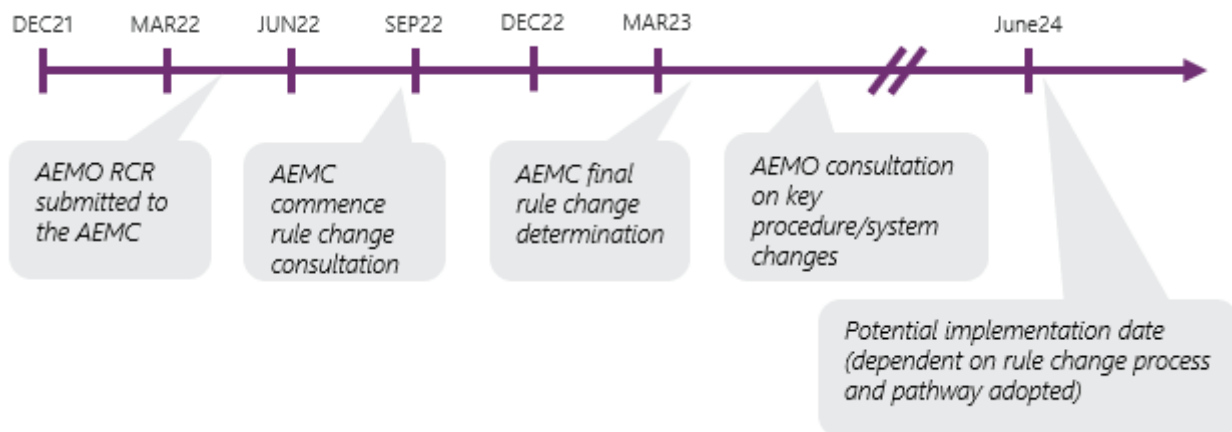 DEC21 MAR22 JUN22 SEP22 DEC22 MAR23 June24
AEMO RCR
submitted to
the AEMC
AEMC
commence
rule change
consultation
AEMC final
rule change
determination
AEMO consultation
on key
procedure/system
changes
Potential implementation date
(dependent on rule change process
and pathway adopted)